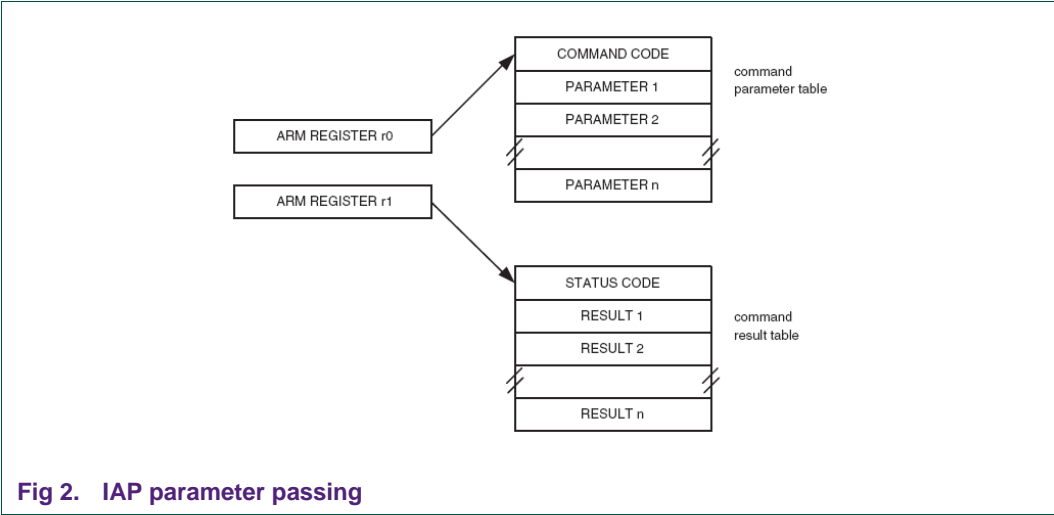 COMMAND CODE
PARAMETER 1
PARAMETER 2
PARAMETER n
command
parameter table
ARM REGISTER r0
ARM REGISTER r1
STATUS CODE
RESULT 1
RESULT 2
RESULT n
command
result table
Fig 2. IAP parameter passing